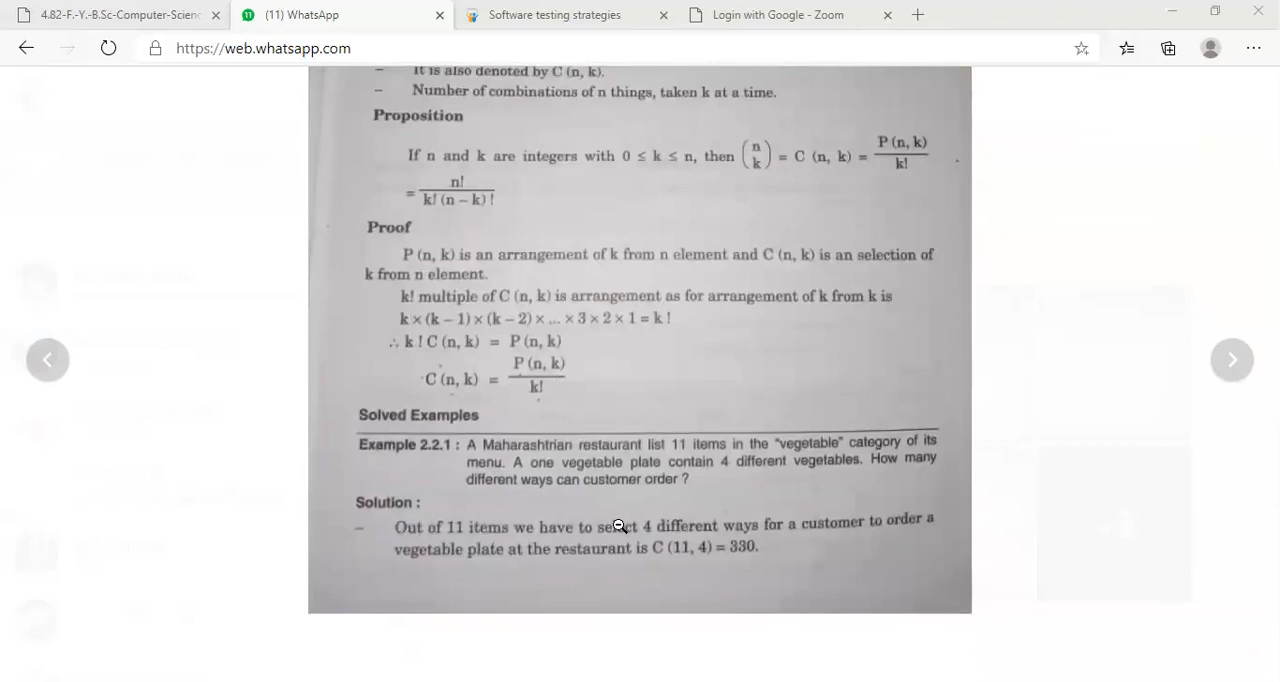 4.82-F.-Y.-B.Sc-Computer-Scienc
(11) WhatsApp
Software testing strategies
Login with Google - Zoom
https://web.whatsapp.com
– It is also denoted by C (n, k).
– Number of combinations of n things, taken k at a time.
Proposition
If n and k are integers with 0 ≤ k ≤ n, then (n k) = C (n, k) = P (n, k) / k!
= n! / k! (n – k) !
Proof
P (n, k) is an arrangement of k from n element and C (n, k) is an selection of
k from n element.
k! multiple of C (n, k) is arrangement as for arrangement of k from k is
k × (k – 1) × (k – 2) × ... × 3 × 2 × 1 = k !
∴ k ! C (n, k) = P (n, k)
C (n, k) = P (n, k) / k!
Solved Examples
Example 2.2.1 : A Maharashtrian restaurant list 11 items in the "vegetable" category of its
menu. A one vegetable plate contain 4 different vegetables. How many
different ways can customer order ?
Solution :
– Out of 11 items we have to select 4 different ways for a customer to order a
vegetable plate at the restaurant is C (11, 4) = 330.